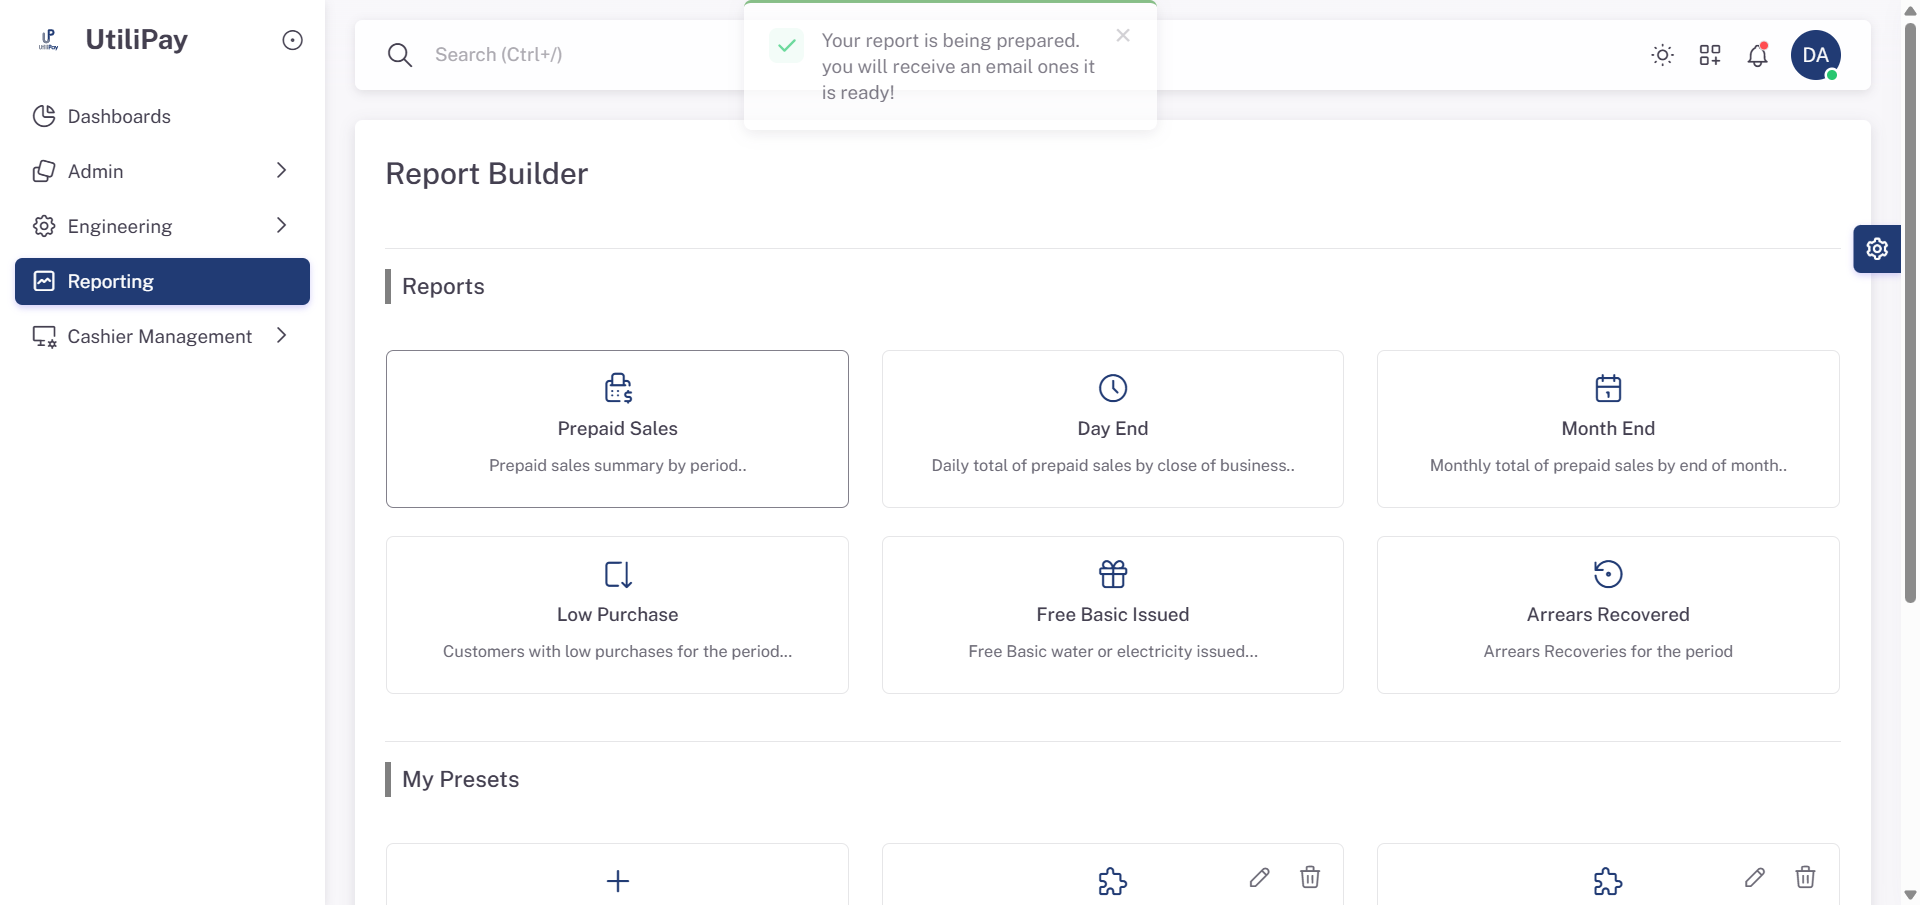 UP
UtiliPay
UtiliPay
Search (Ctrl+/)
Your report is being prepared.
you will receive an email ones it
is ready!
DA
Dashboards
Admin
Engineering
Reporting
Cashier Management
Report Builder
Reports
Prepaid Sales
Prepaid sales summary by period..
Day End
Daily total of prepaid sales by close of business..
1
Month End
Monthly total of prepaid sales by end of month..
Low Purchase
Customers with low purchases for the period...
Free Basic Issued
Free Basic water or electricity issued...
Arrears Recovered
Arrears Recoveries for the period
My Presets